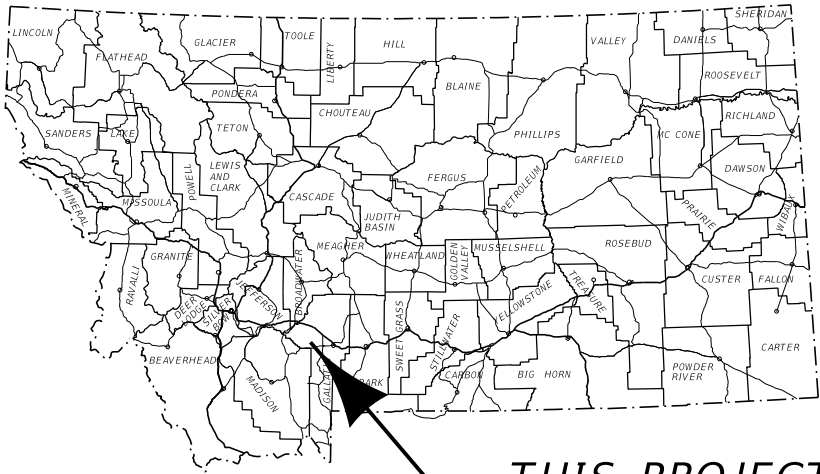 SHERIDAN
LINCOLN
TOOLE
GLACIER
HILL
VALLEY
DANIELS
LIBERTY
FLATHEAD
ROOSEVELT
BLAINE
PONDERA
CHOUTEAU
RICHLAND
TETON
SANDERS
LAKE
PHILLIPS
MC CONE
GARFIELD
LEWIS
AND
CLARK
POWELL
DAWSON
FERGUS
PETROLEUM
CASCADE
MINERAL
MISSOULA
JUDITH
BASIN
PRAIRIE
WIBAUX
MEAGHER
MUSSELSHELL
ROSEBUD
GRANITE
WHEATLAND
GOLDEN
VALLEY
BROADWATER
RAVALLI
CUSTER
FALLON
TREASURE
JEFFERSON
DEER
LODGE
SILVER
BOW
YELLOWSTONE
SWEET GRASS
STILLWATER
CARTER
BEAVERHEAD
POWDER
RIVER
CARBON
BIG HORN
MADISON
THIS PROJECT